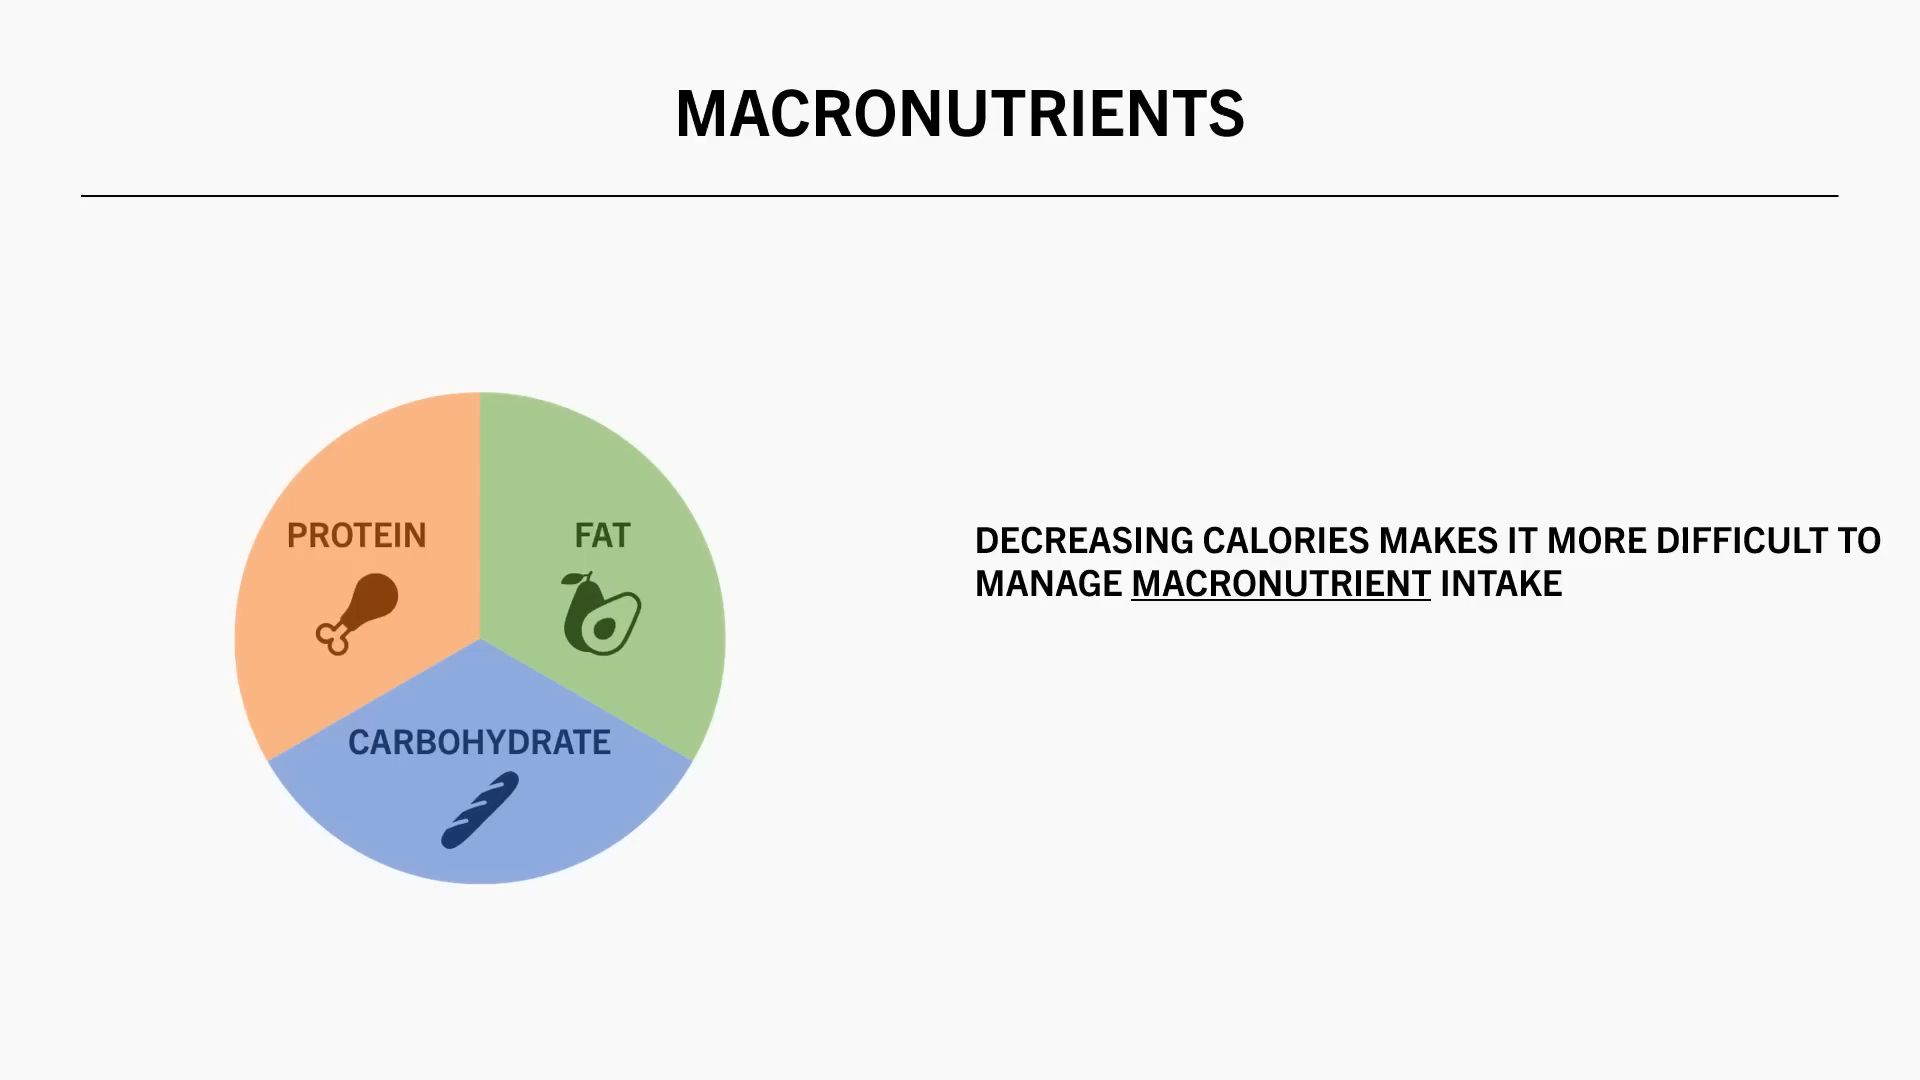 MACRONUTRIENTS
PROTEIN
FAT
CARBOHYDRATE
DECREASING CALORIES MAKES IT MORE DIFFICULT TO
MANAGE MACRONUTRIENT INTAKE